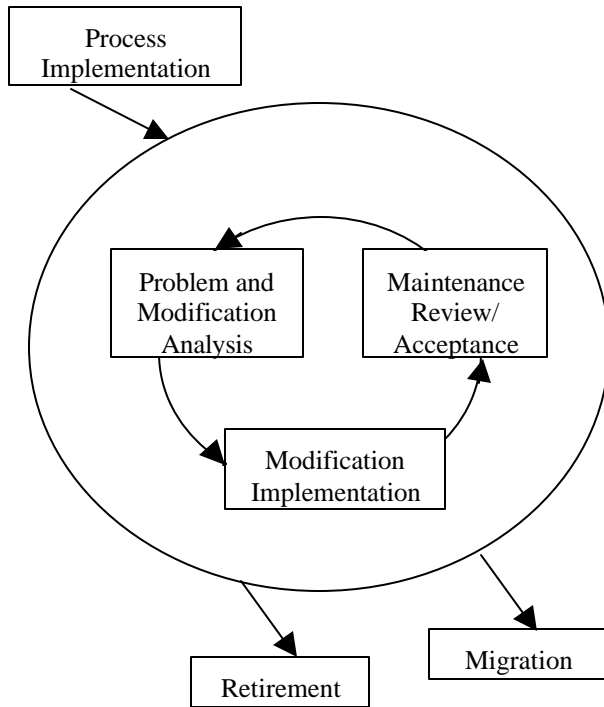 Process
Implementation
Problem and
Modification
Analysis
Maintenance
Review/
Acceptance
Modification
Implementation
Migration
Retirement